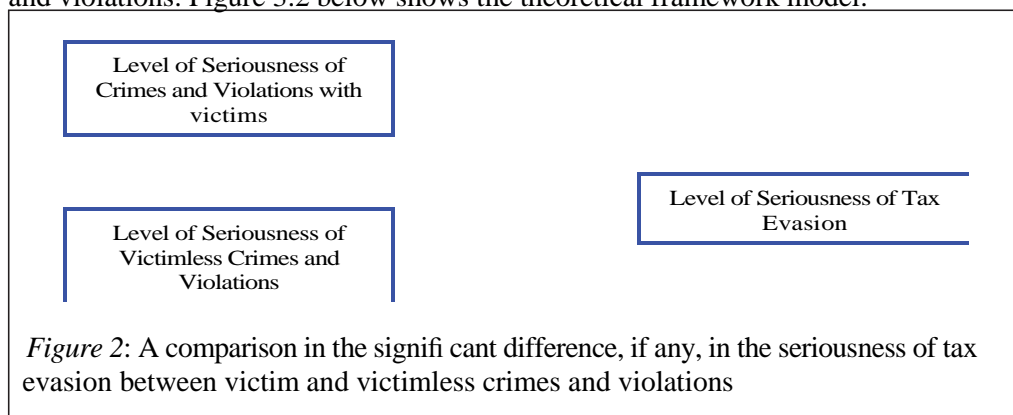 and violations. Figure 3.2 below shows the theoretical framework model.
Level of Seriousness of
Crimes and Violations with
victims
Level of Seriousness of
Victimless Crimes and
Violations
Level of Seriousness of Tax
Evasion
Figure 2: A comparison in the signifi cant difference, if any, in the seriousness of tax
evasion between victim and victimless crimes and violations